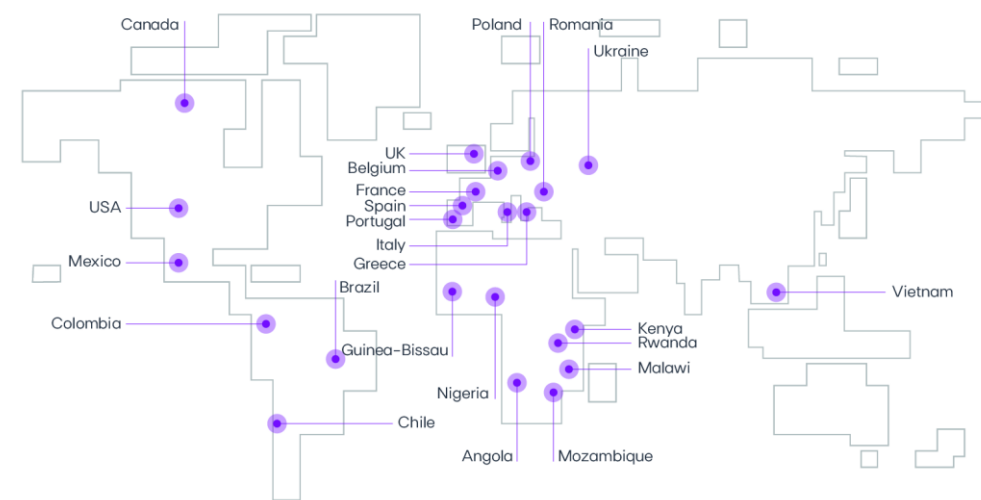 Canada
Poland
Romania
Ukraine
UK
Belgium
France
Spain
Portugal
Italy
Greece
USA
Mexico
Colombia
Brazil
Guinea-Bissau
Nigeria
Chile
Angola
Mozambique
Kenya
Rwanda
Malawi
Vietnam